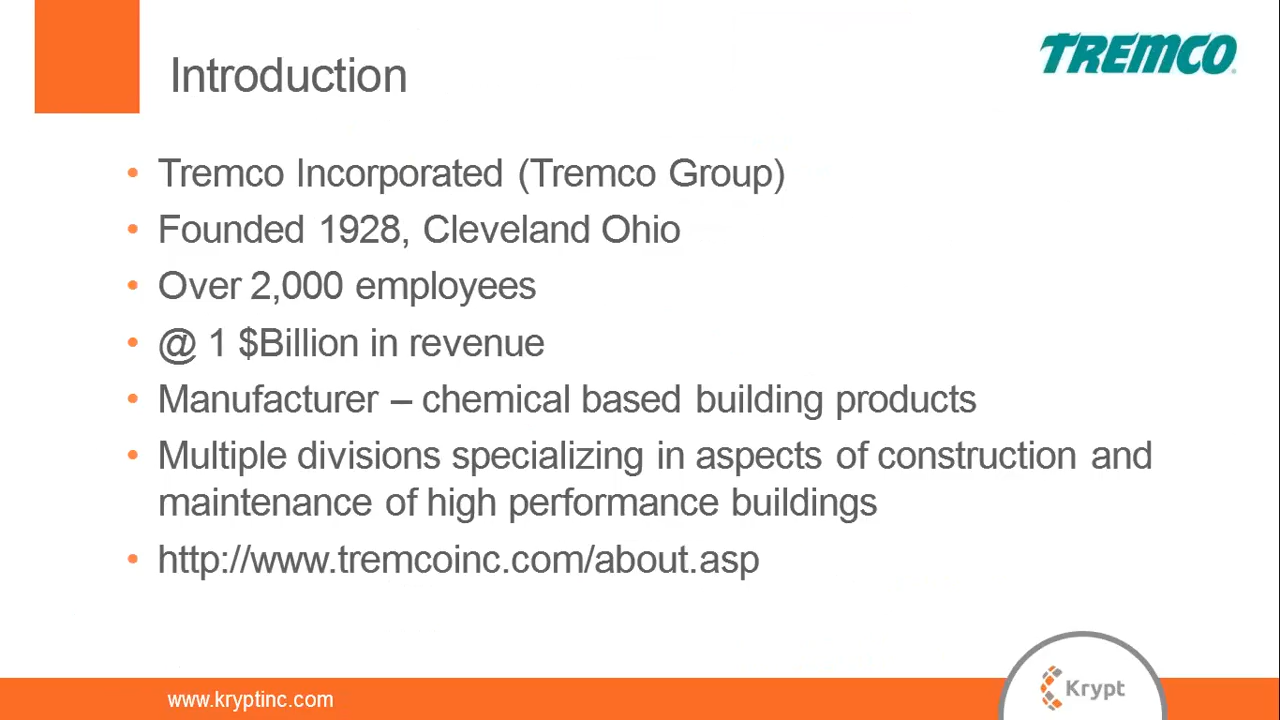 Introduction
TREMCO
• Tremco Incorporated (Tremco Group)
• Founded 1928, Cleveland Ohio
• Over 2,000 employees
• @ 1 $Billion in revenue
• Manufacturer – chemical based building products
• Multiple divisions specializing in aspects of construction and
maintenance of high performance buildings
• http://www.tremcoinc.com/about.asp
www.kryptinc.com
Krypt